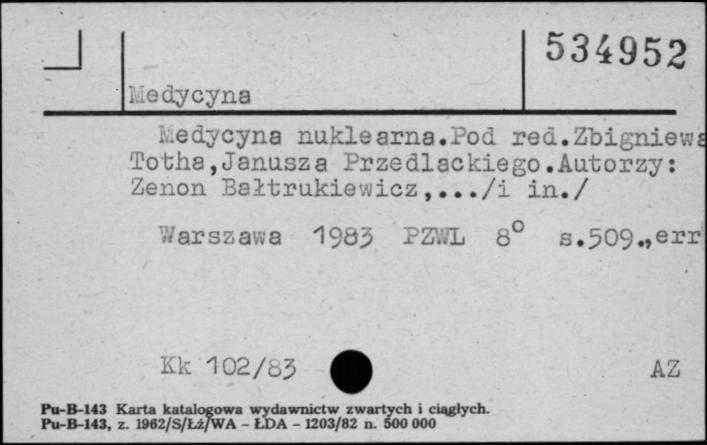 534952
Medycyna
Medycyna nuklearna.Pod red.Zbigniewa
Totha,Janusza Przedlackiego.Autorzy:
Zenon Bałtrukiewicz,.../i in./
Warszawa 1983 PZWL 8° s.509.,err
Kk 102/83 AZ
Pu-B-143 Karta katalogowa wydawnictw zwartych i ciągłych.
Pu-B-143, z. 1962/S/Łż/WA - ŁDA - 1203/82 n. 500 000